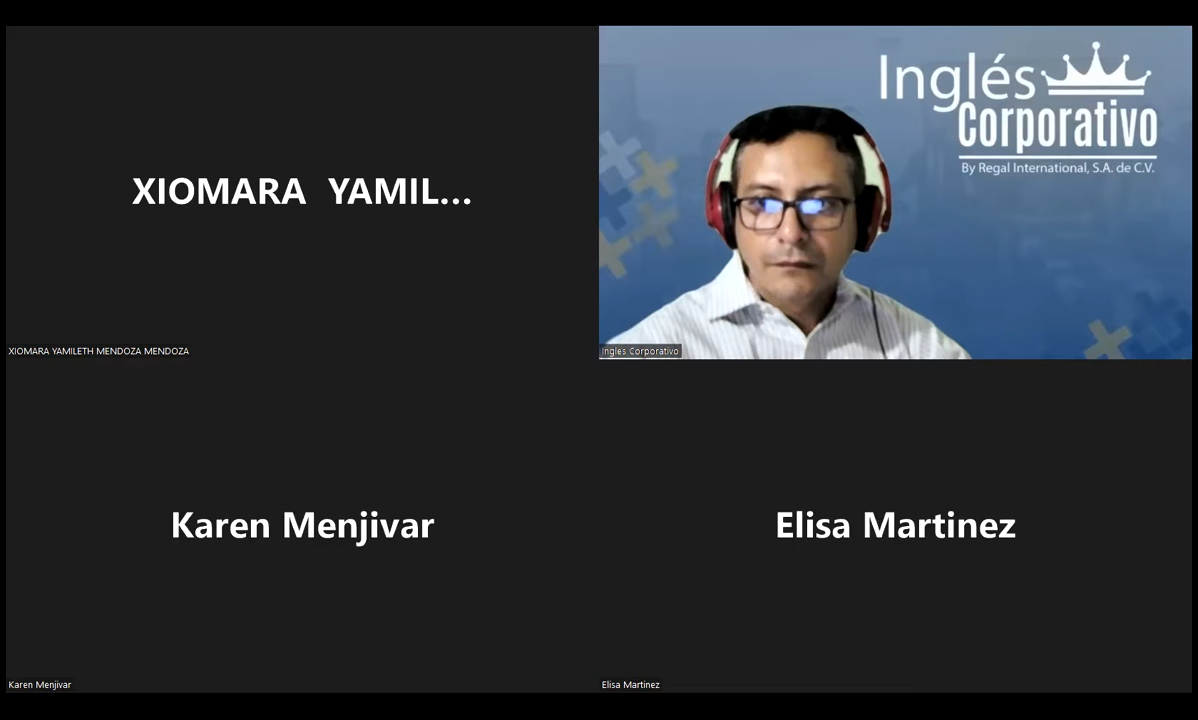 XIOMARA YAMIL...
XIOMARA YAMILETH MENDOZA MENDOZA
Inglés
Corporativo
By Regal International, S.A. de C.V.
Ingles Corporativo
Karen Menjivar
Karen Menjivar
Elisa Martinez
Elisa Martinez